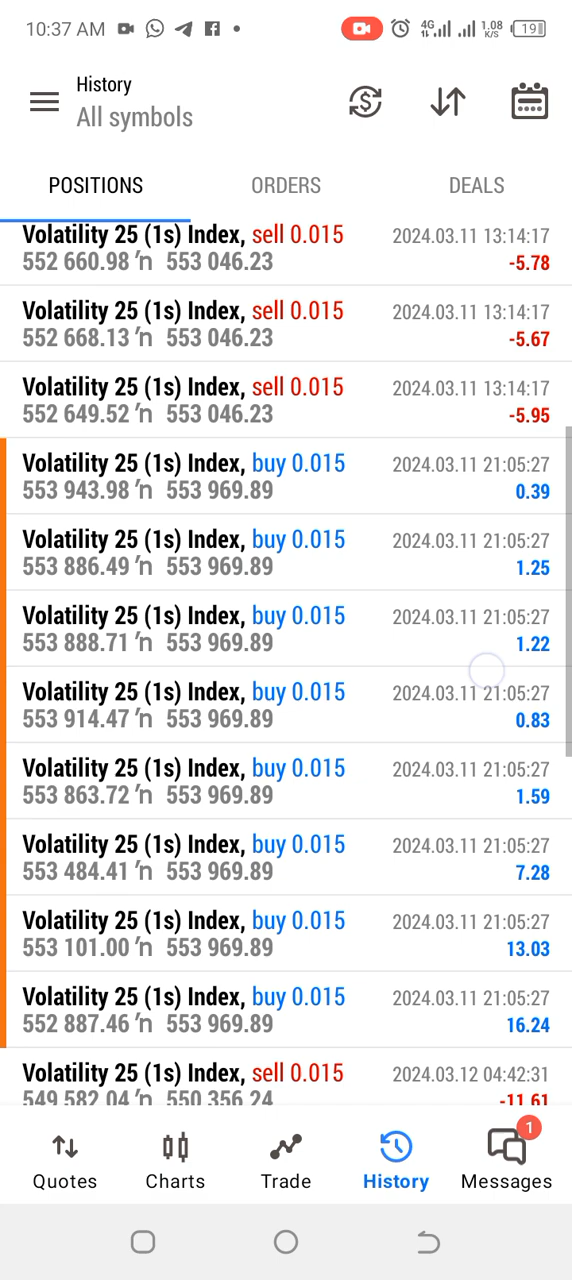 10:37 AM
4G
1.08 K/S
19
History
All symbols
POSITIONS ORDERS DEALS
Volatility 25 (1s) Index, sell 0.015 2024.03.11 13:14:17
552 660.98 ′n 553 046.23 -5.78
Volatility 25 (1s) Index, sell 0.015 2024.03.11 13:14:17
552 668.13 ′n 553 046.23 -5.67
Volatility 25 (1s) Index, sell 0.015 2024.03.11 13:14:17
552 649.52 ′n 553 046.23 -5.95
Volatility 25 (1s) Index, buy 0.015 2024.03.11 21:05:27
553 943.98 ′n 553 969.89 0.39
Volatility 25 (1s) Index, buy 0.015 2024.03.11 21:05:27
553 886.49 ′n 553 969.89 1.25
Volatility 25 (1s) Index, buy 0.015 2024.03.11 21:05:27
553 888.71 ′n 553 969.89 1.22
Volatility 25 (1s) Index, buy 0.015 2024.03.11 21:05:27
553 914.47 ′n 553 969.89 0.83
Volatility 25 (1s) Index, buy 0.015 2024.03.11 21:05:27
553 863.72 ′n 553 969.89 1.59
Volatility 25 (1s) Index, buy 0.015 2024.03.11 21:05:27
553 484.41 ′n 553 969.89 7.28
Volatility 25 (1s) Index, buy 0.015 2024.03.11 21:05:27
553 101.00 ′n 553 969.89 13.03
Volatility 25 (1s) Index, buy 0.015 2024.03.11 21:05:27
552 887.46 ′n 553 969.89 16.24
Volatility 25 (1s) Index, sell 0.015 2024.03.12 04:42:31
549 582.04 ′n 550 356.24 -11.61
1
Quotes Charts Trade History Messages